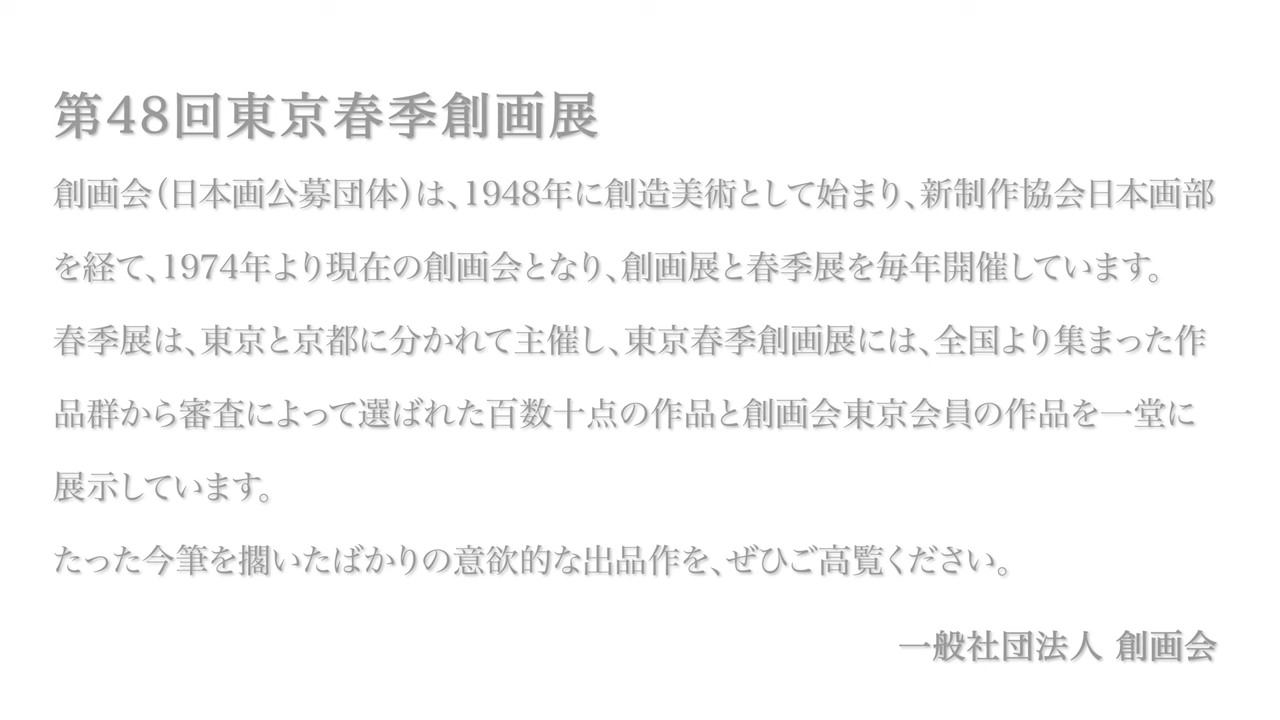 第48回東京春季創画展
創画会(日本画公募団体)は、1948年に創造美術として始まり、新制作協会日本画部
を経て、1974年より現在の創画会となり、創画展と春季展を毎年開催しています。
春季展は、東京と京都に分かれて主催し、東京春季創画展には、全国より集まった作
品群から審査によって選ばれた百数十点の作品と創画会東京会員の作品を一堂に
展示しています。
たった今筆を擱いたばかりの意欲的な出品作を、ぜひご高覧ください。
一般社団法人 創画会